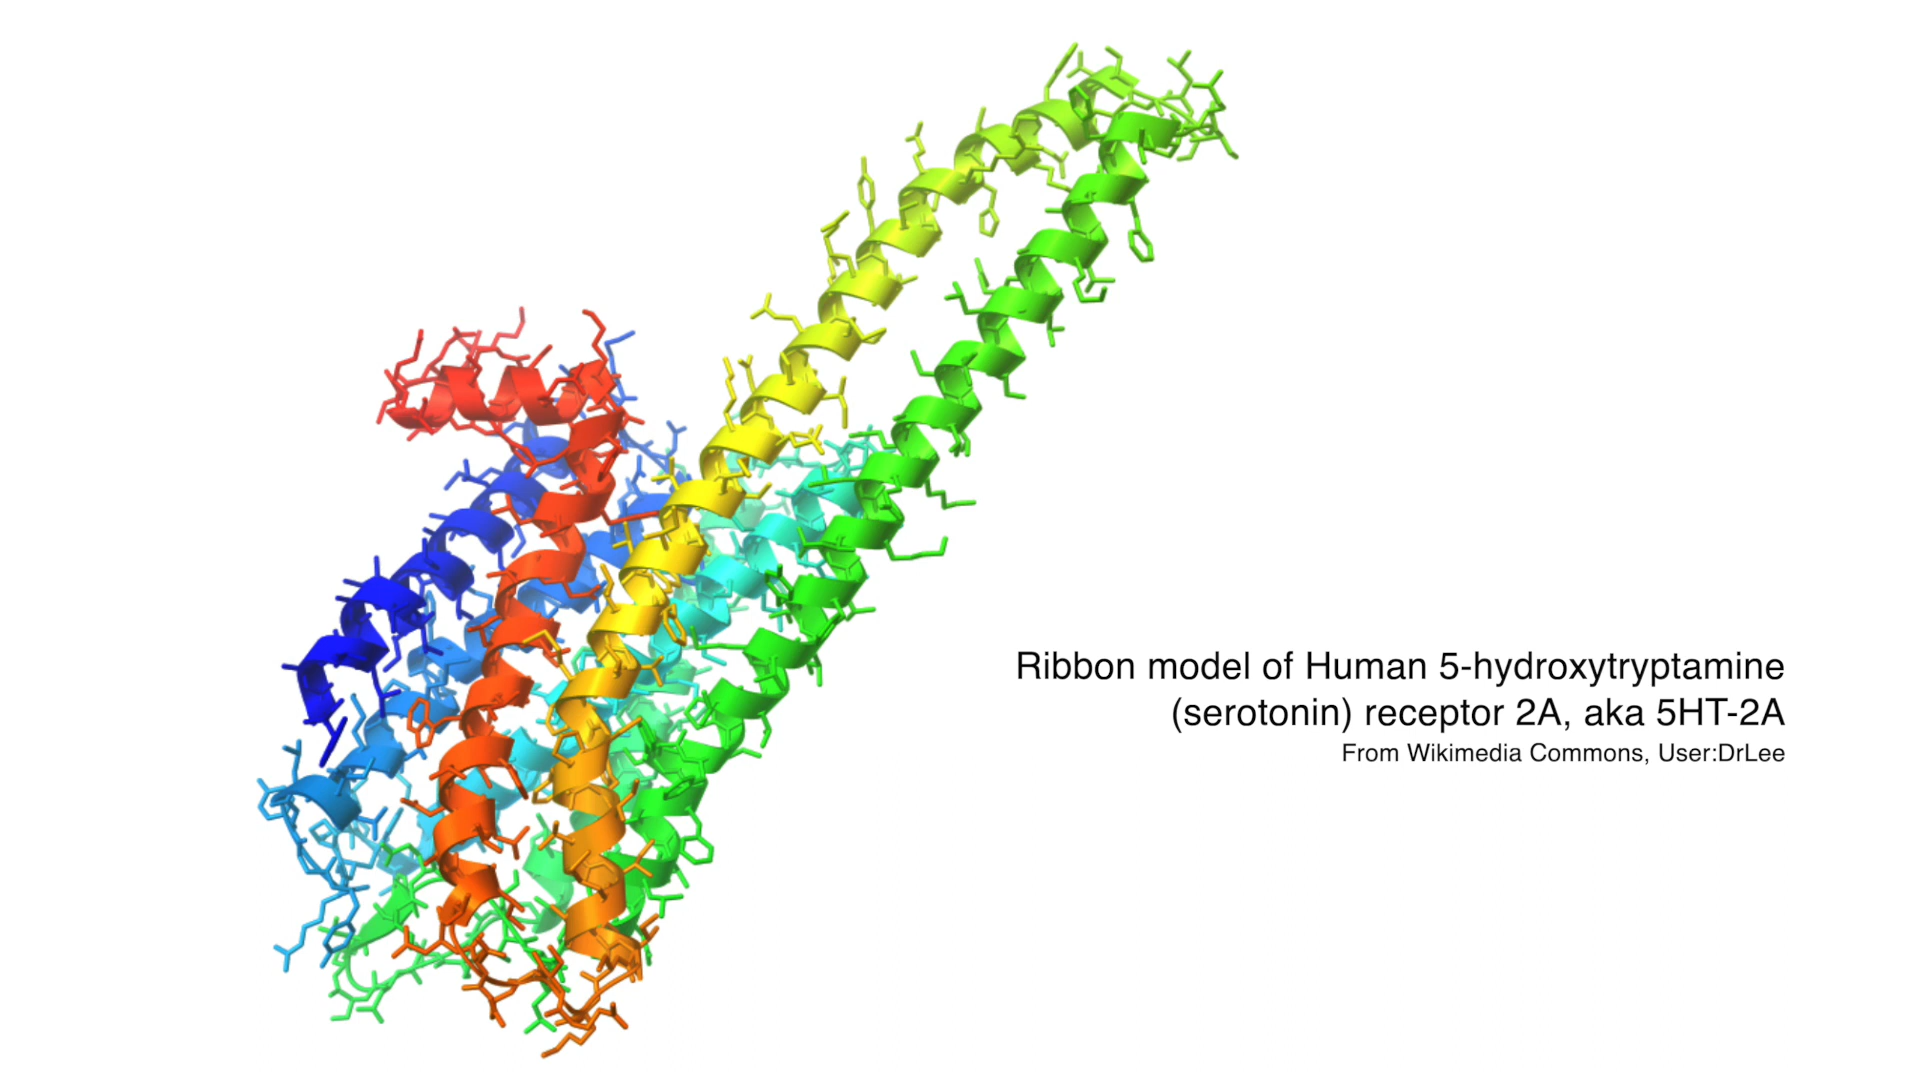 Ribbon model of Human 5-hydroxytryptamine
(serotonin) receptor 2A, aka 5HT-2A
From Wikimedia Commons, User:DrLee